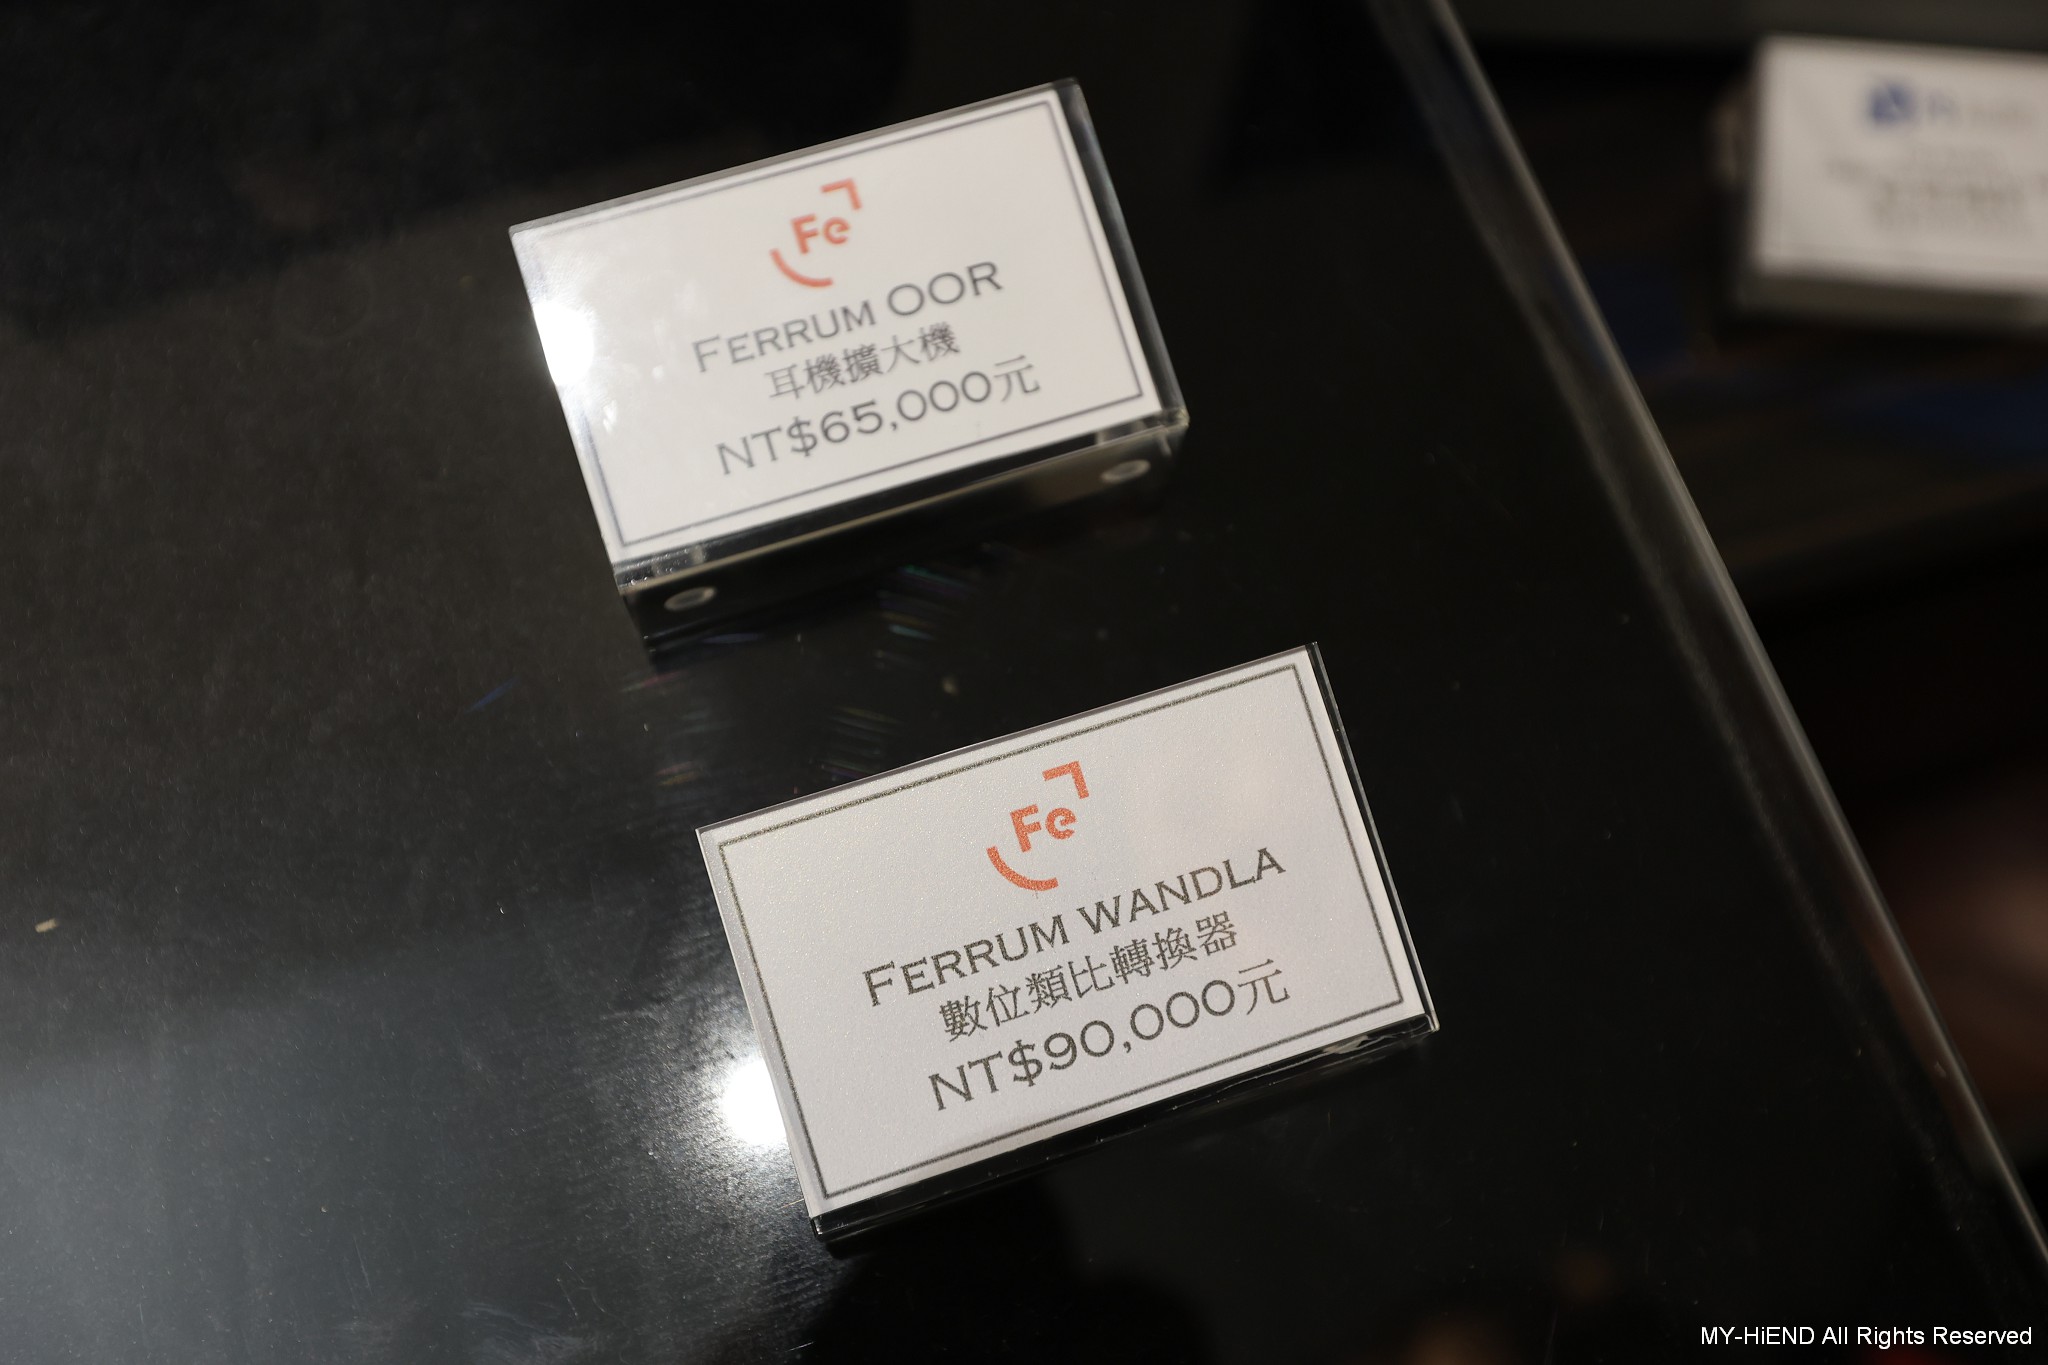 Fe
FERRUM OOR
耳機擴大機
NT$65,000元
Fe
FERRUM WANDLA
數位類比轉換器
NT$90,000元
MY-HiEND All Rights Reserved